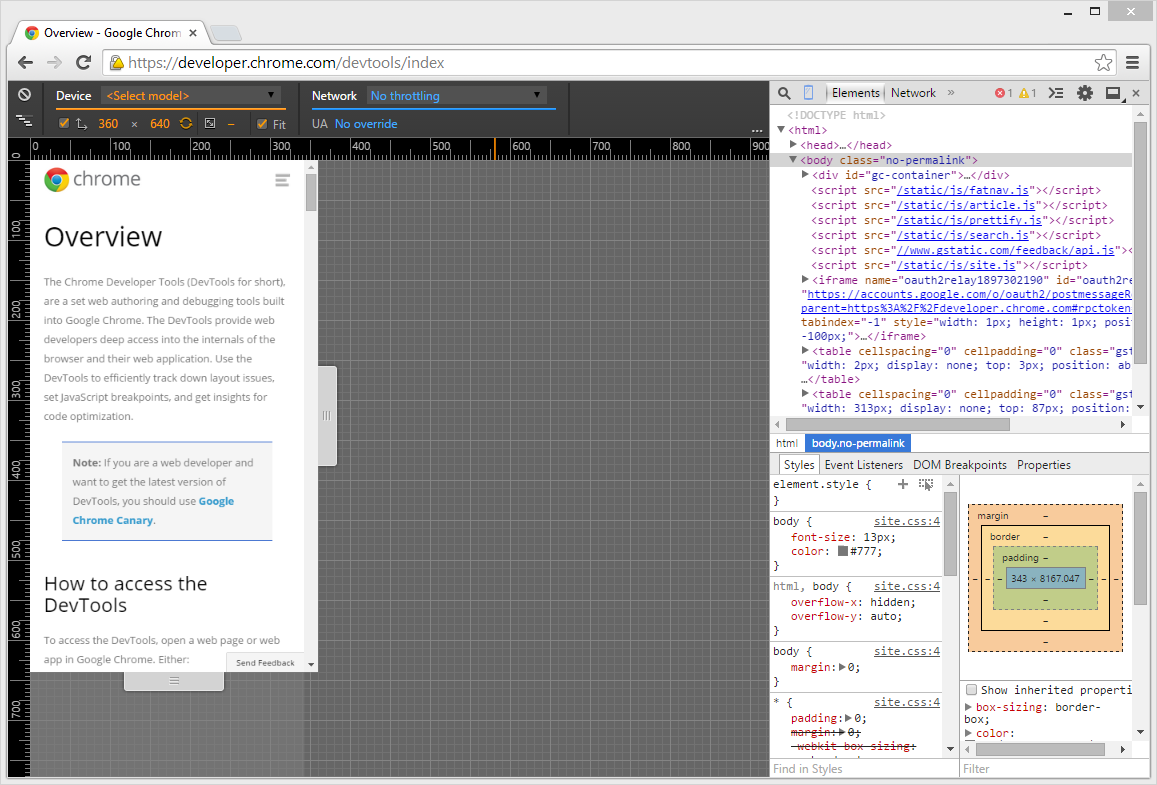 Overview - Google Chrom
https://developer.chrome.com/devtools/index
Device <Select model>
Network No throttling
360 × 640 Fit
UA No override
0 100 200 300 400 500 600 700 800 900
0
100
200
300
400
500
600
700
chrome
Overview
The Chrome Developer Tools (DevTools for short),
are a set web authoring and debugging tools built
into Google Chrome. The DevTools provide web
developers deep access into the internals of the
browser and their web application. Use the
DevTools to efficiently track down layout issues,
set JavaScript breakpoints, and get insights for
code optimization.
Note: If you are a web developer and
want to get the latest version of
DevTools, you should use Google
Chrome Canary.
How to access the
DevTools
To access the DevTools, open a web page or web
app in Google Chrome. Either:
Send Feedback
Elements Network » 1 1
<!DOCTYPE html>
<html>
<head>…</head>
<body class="no-permalink">
<div id="gc-container">…</div>
<script src="/static/js/fatnav.js"></script>
<script src="/static/js/article.js"></script>
<script src="/static/js/prettify.js"></script>
<script src="/static/js/search.js"></script>
<script src="//www.gstatic.com/feedback/api.js"><
<script src="/static/js/site.js"></script>
<iframe name="oauth2relay1897302190" id="oauth2rel
"https://accounts.google.com/o/oauth2/postmessageR
parent=https%3A%2F%2Fdeveloper.chrome.com#rpctoken
tabindex="-1" style="width: 1px; height: 1px; posi
-100px;">…</iframe>
<table cellspacing="0" cellpadding="0" class="gst
"width: 2px; display: none; top: 3px; position: ab
…</table>
<table cellspacing="0" cellpadding="0" class="gst
"width: 313px; display: none; top: 87px; position:
html body.no-permalink
Styles Event Listeners DOM Breakpoints Properties
element.style {
}
body { site.css:4
font-size: 13px;
color: #777;
}
html, body { site.css:4
overflow-x: hidden;
overflow-y: auto;
}
body { site.css:4
margin: 0;
}
* { site.css:4
padding: 0;
margin: 0;
-webkit-box-sizing:
Find in Styles
margin –
border –
padding –
– – – 343 × 8167.047 – – –
–
–
–
Show inherited properti
box-sizing: border-
box;
color:
Filter